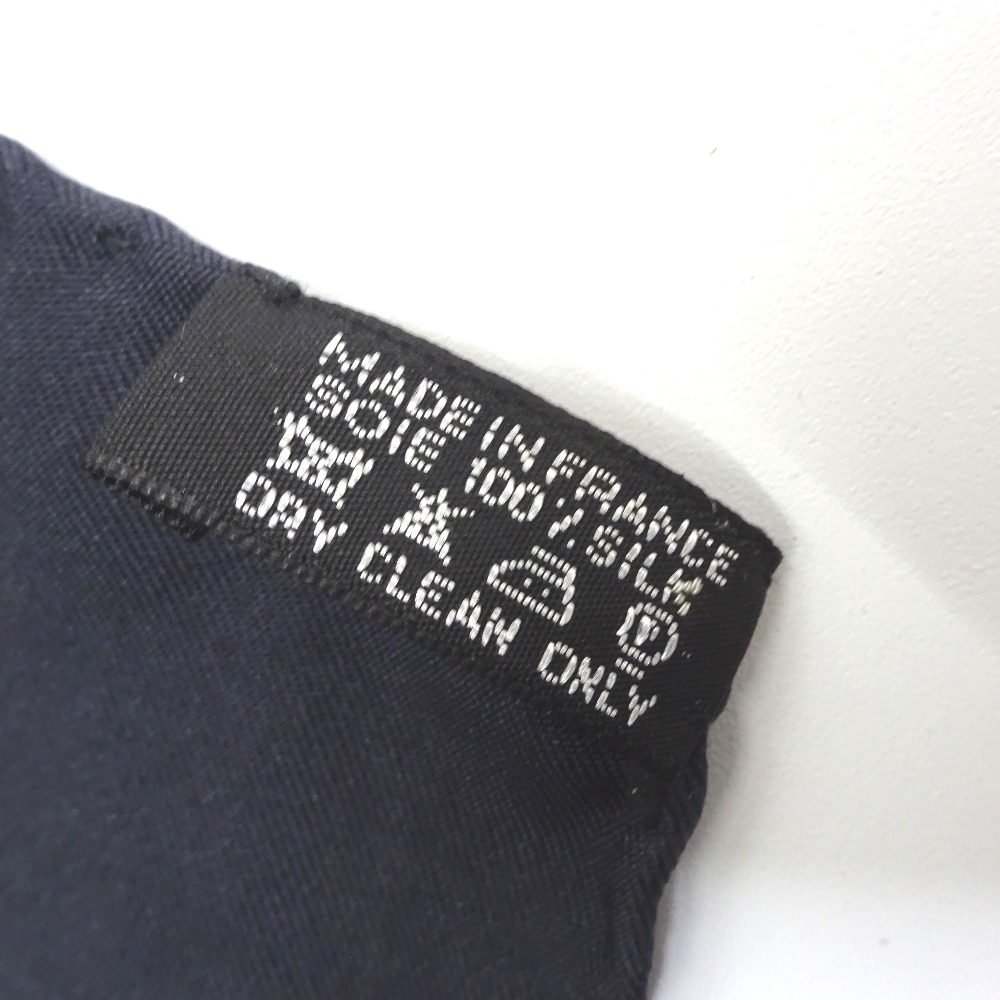 MADE IN FRANCE
SOIE 100% SILK
P
DRY CLEAN ONLY